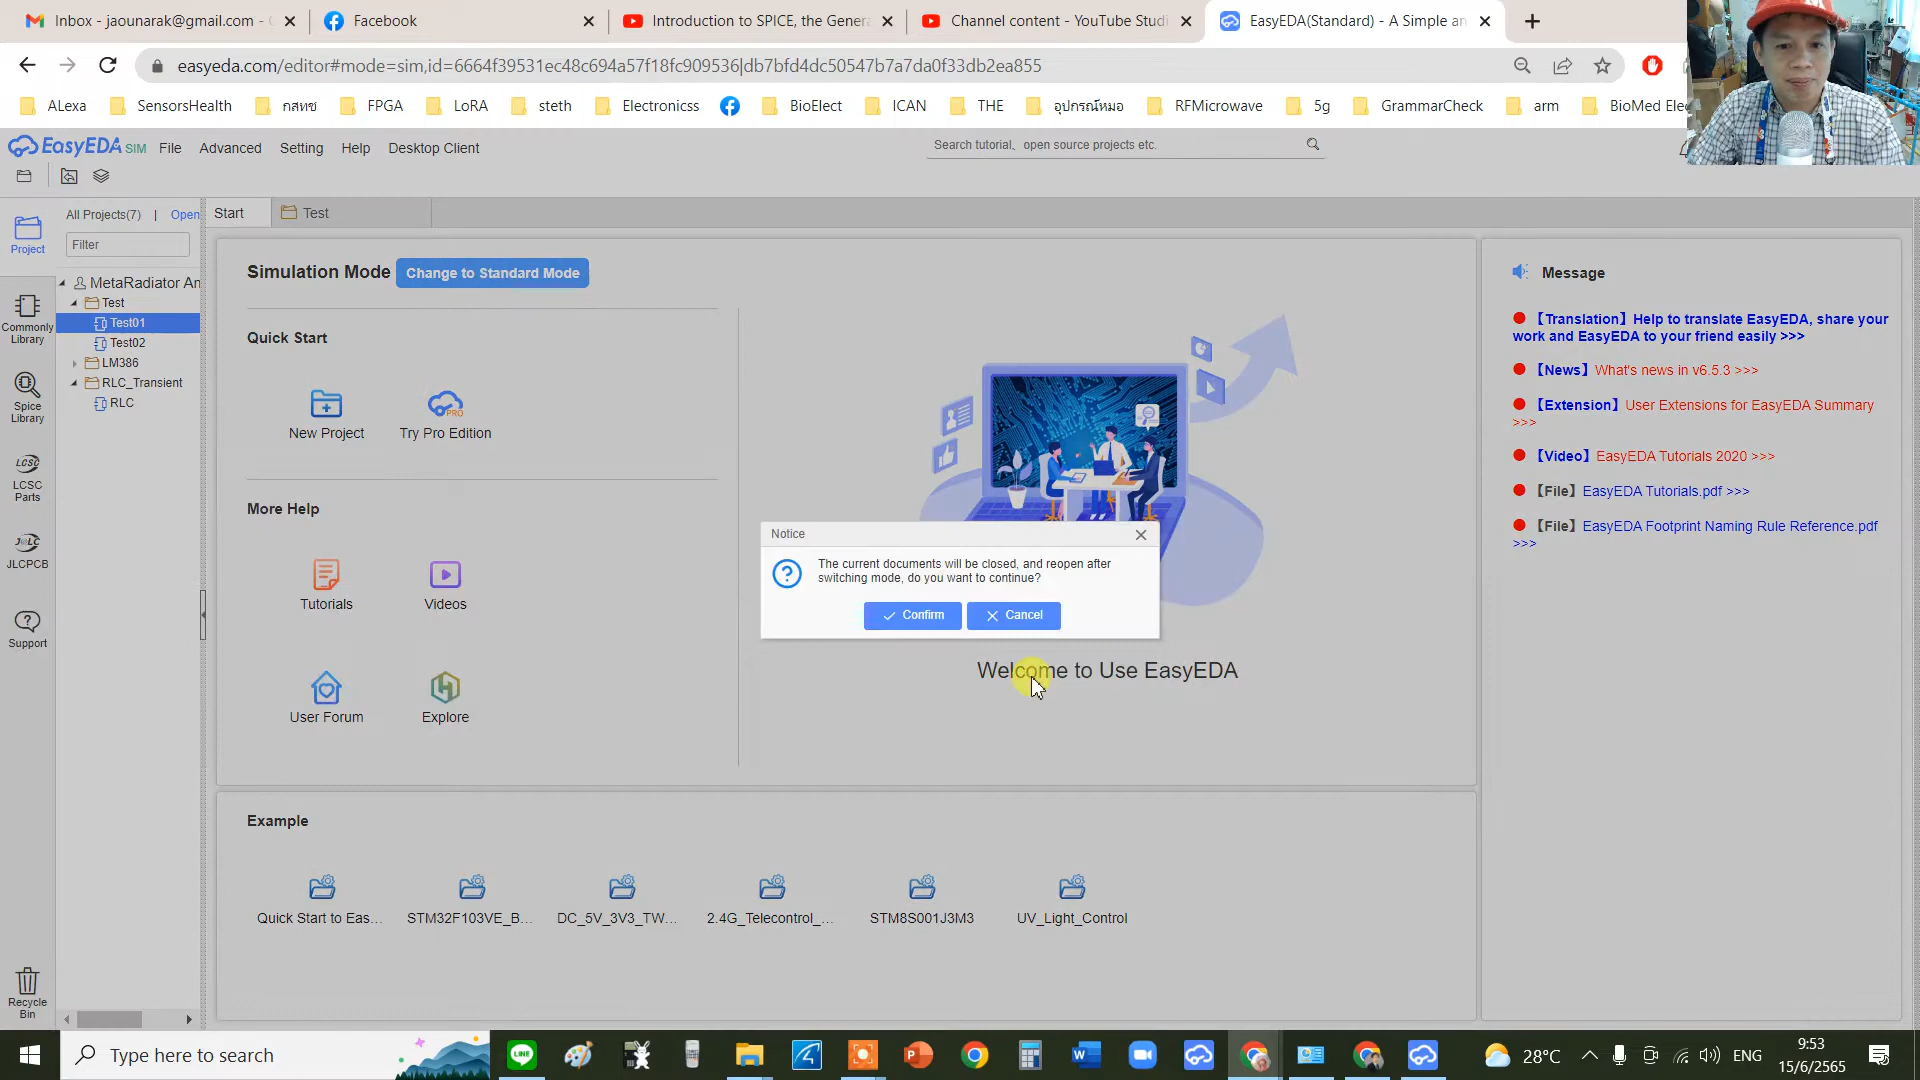 Inbox - jaounarak@gmail.com - 
Facebook
Introduction to SPICE, the Gener
Channel content - YouTube Studi
EasyEDA(Standard) - A Simple an
easyeda.com/editor#mode=sim,id=6664f39531ec48c694a57f18fc909536|db7bfd4dc50547b7a7da0f33db2ea855
ALexa
SensorsHealth
กสทช
FPGA
LoRA
steth
Electronicss
BioElect
ICAN
THE
อุปกรณ์หมอ
RFMicrowave
5g
GrammarCheck
arm
BioMed Ele
EasyEDA SIM
File
Advanced
Setting
Help
Desktop Client
Search tutorial、open source projects etc.
Project
Commonly
Library
Spice
Library
LCSC
LCSC
Parts
JLCPCB
Support
Recycle
Bin
All Projects(7) | Open
Filter
MetaRadiator An
Test
Test01
Test02
LM386
RLC_Transient
RLC
Start
Test
Simulation Mode
Change to Standard Mode
Quick Start
New Project
PRO
Try Pro Edition
More Help
Tutorials
Videos
User Forum
Explore
Notice
The current documents will be closed, and reopen after
switching mode, do you want to continue?
Confirm
Cancel
Welcome to Use EasyEDA
Message
【Translation】Help to translate EasyEDA, share your
work and EasyEDA to your friend easily >>>
【News】What's news in v6.5.3 >>>
【Extension】User Extensions for EasyEDA Summary
>>>
【Video】EasyEDA Tutorials 2020 >>>
【File】EasyEDA Tutorials.pdf >>>
【File】EasyEDA Footprint Naming Rule Reference.pdf
>>>
Example
Quick Start to Eas...
STM32F103VE_B...
DC_5V_3V3_TW...
2.4G_Telecontrol_...
STM8S001J3M3
UV_Light_Control
Type here to search
28°C
ENG
9:53
15/6/2565